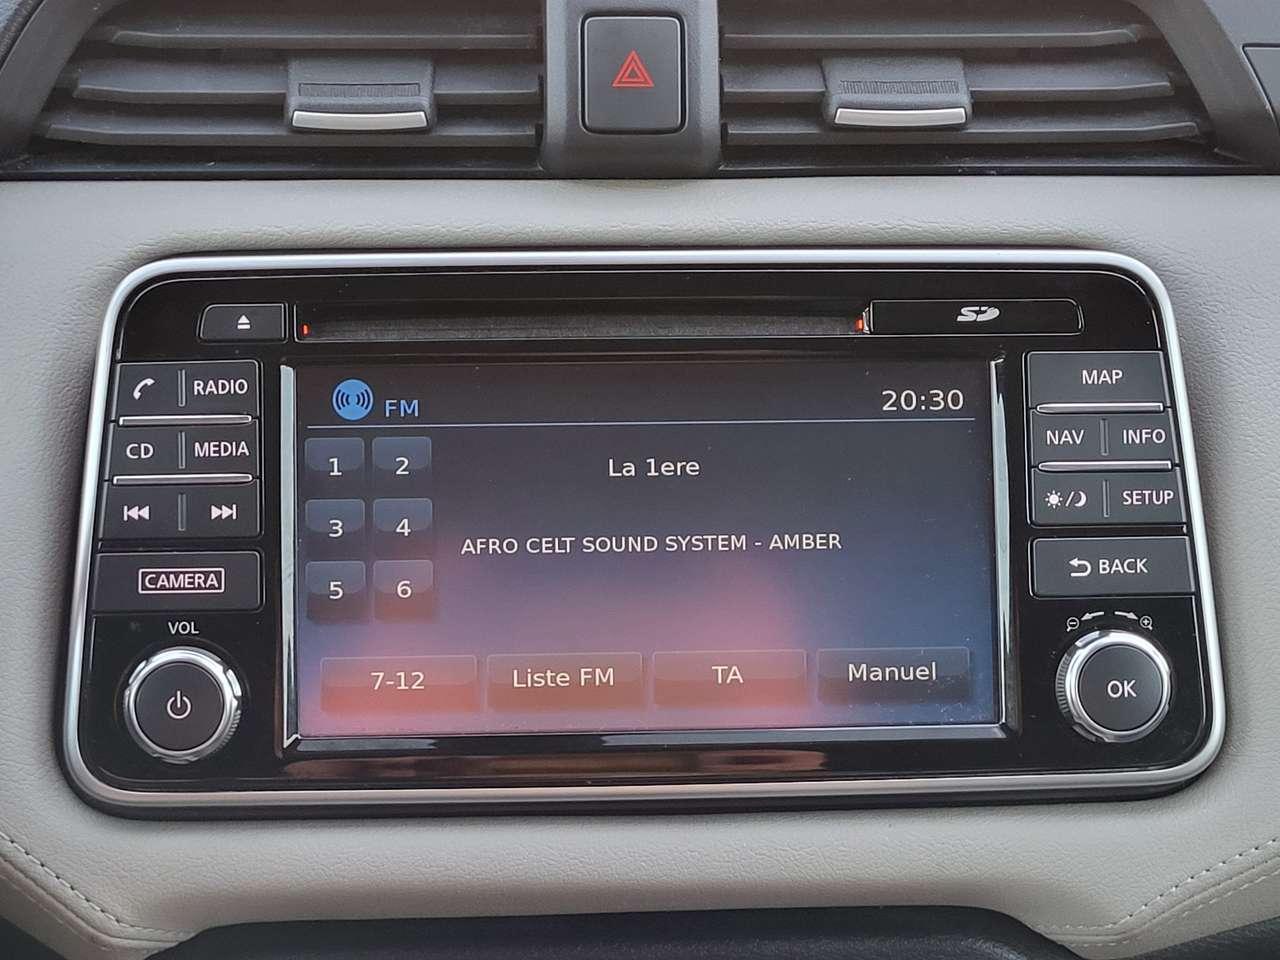 SD
RADIO
CD MEDIA
CAMERA
VOL
FM 20:30
1 2
La 1ere
3 4
AFRO CELT SOUND SYSTEM - AMBER
5 6
7-12 Liste FM TA Manuel
MAP
NAV INFO
SETUP
BACK
OK